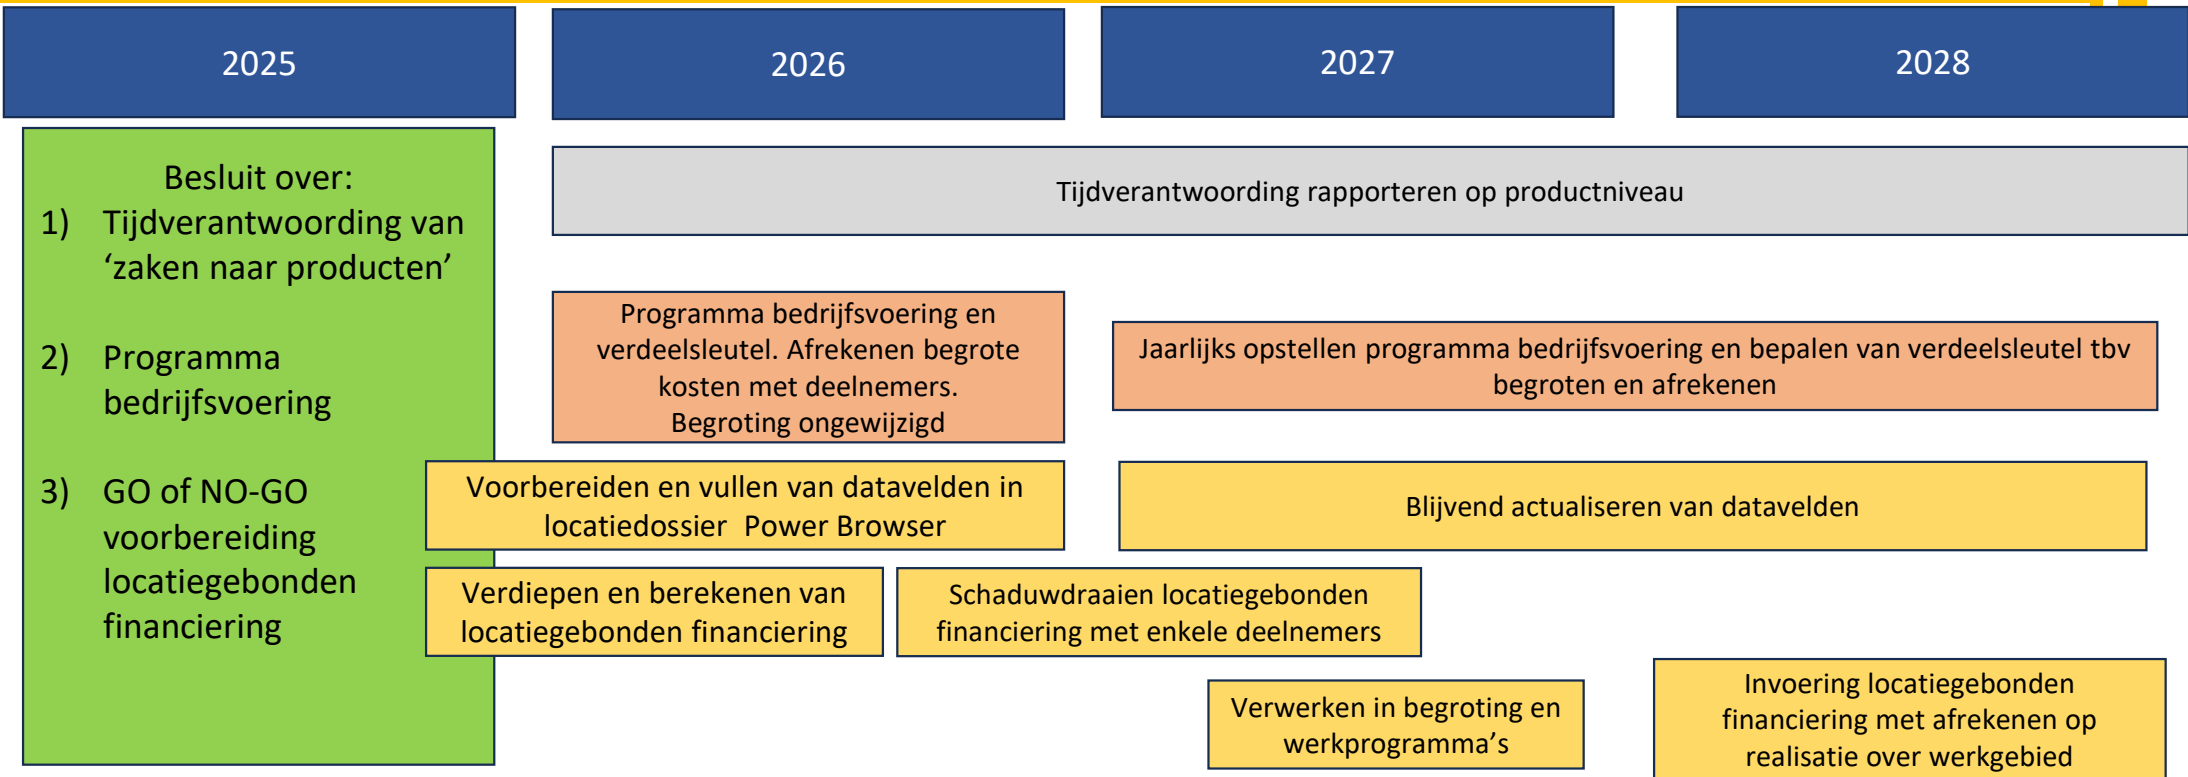 2025
2026
2027
2028
Besluit over:
1) Tijdverantwoording van
‘zaken naar producten’
2) Programma
bedrijfsvoering
3) GO of NO-GO
voorbereiding
locatiegebonden
financiering
Tijdverantwoording rapporteren op productniveau
Programma bedrijfsvoering en
verdeelsleutel. Afrekenen begrote
kosten met deelnemers.
Begroting ongewijzigd
Jaarlijks opstellen programma bedrijfsvoering en bepalen van verdeelsleutel tbv
begroten en afrekenen
Voorbereiden en vullen van datavelden in
locatiedossier Power Browser
Blijvend actualiseren van datavelden
Verdiepen en berekenen van
locatiegebonden financiering
Schaduwdraaien locatiegebonden
financiering met enkele deelnemers
Verwerken in begroting en
werkprogramma’s
Invoering locatiegebonden
financiering met afrekenen op
realisatie over werkgebied